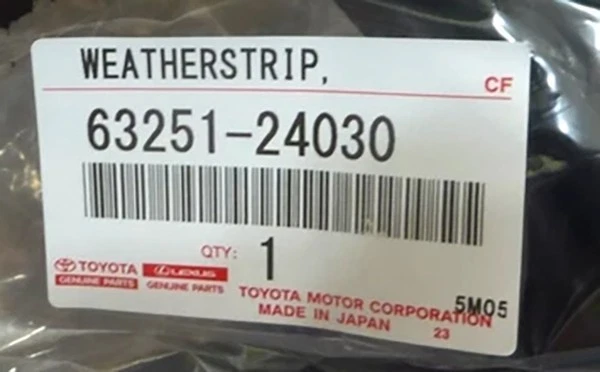 WEATHERSTRIP,
CF
63251-24030
QTY: 1
TOYOTA LEXUS
GENUINE PARTS GENUINE PARTS
5M05
TOYOTA MOTOR CORPORATION
MADE IN JAPAN 23